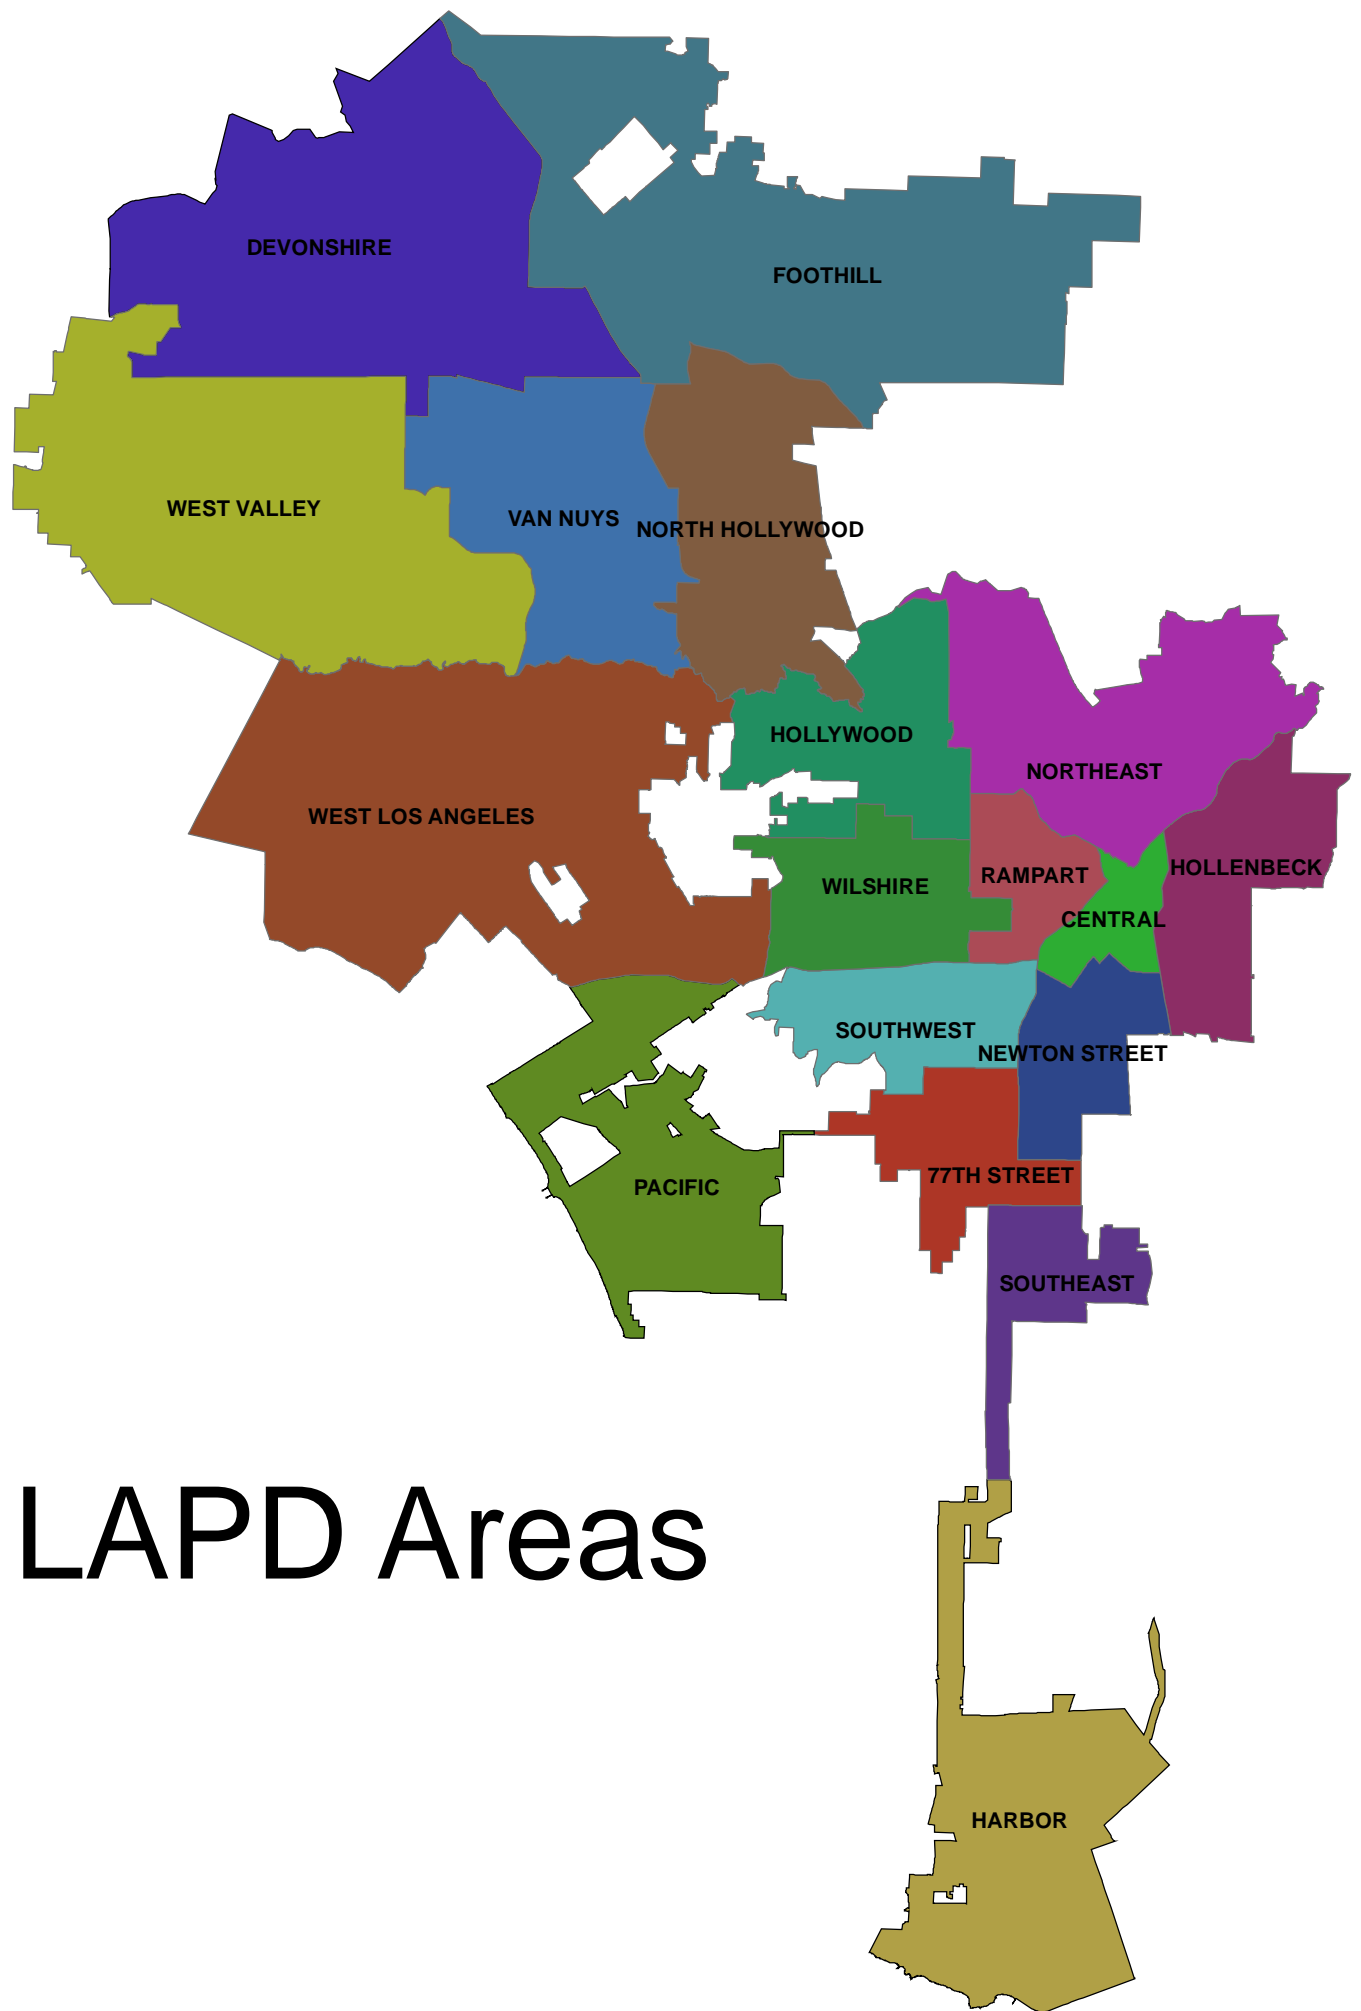 DEVONSHIRE
FOOTHILL
WEST VALLEY
VAN NUYS
NORTH HOLLYWOOD
HOLLYWOOD
NORTHEAST
WEST LOS ANGELES
HOLLENBECK
RAMPART
WILSHIRE
CENTRAL
SOUTHWEST
NEWTON STREET
77TH STREET
PACIFIC
SOUTHEAST
LAPD Areas
HARBOR